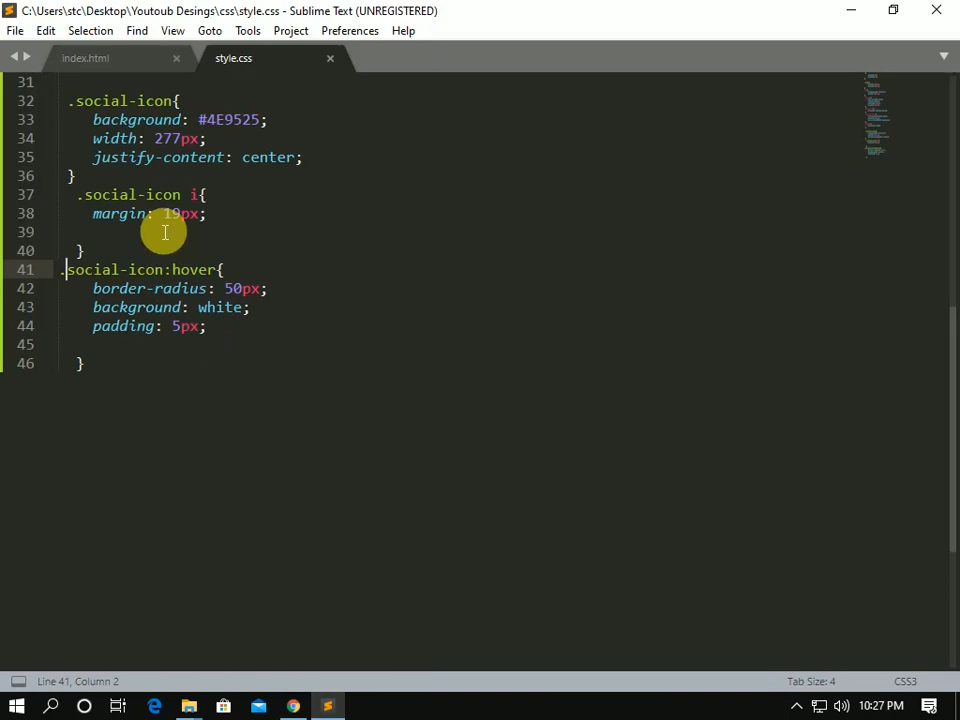 C:\Users\stc\Desktop\Youtoub Desings\css\style.css - Sublime Text (UNREGISTERED)
File Edit Selection Find View Goto Tools Project Preferences Help
index.html style.css
31
32 .social-icon{
33 background: #4E9525;
34 width: 277px;
35 justify-content: center;
36 }
37 .social-icon i{
38 margin: 19px;
39
40 }
41 .social-icon:hover{
42 border-radius: 50px;
43 background: white;
44 padding: 5px;
45
46 }
Line 41, Column 2 Tab Size: 4 CSS3
10:27 PM